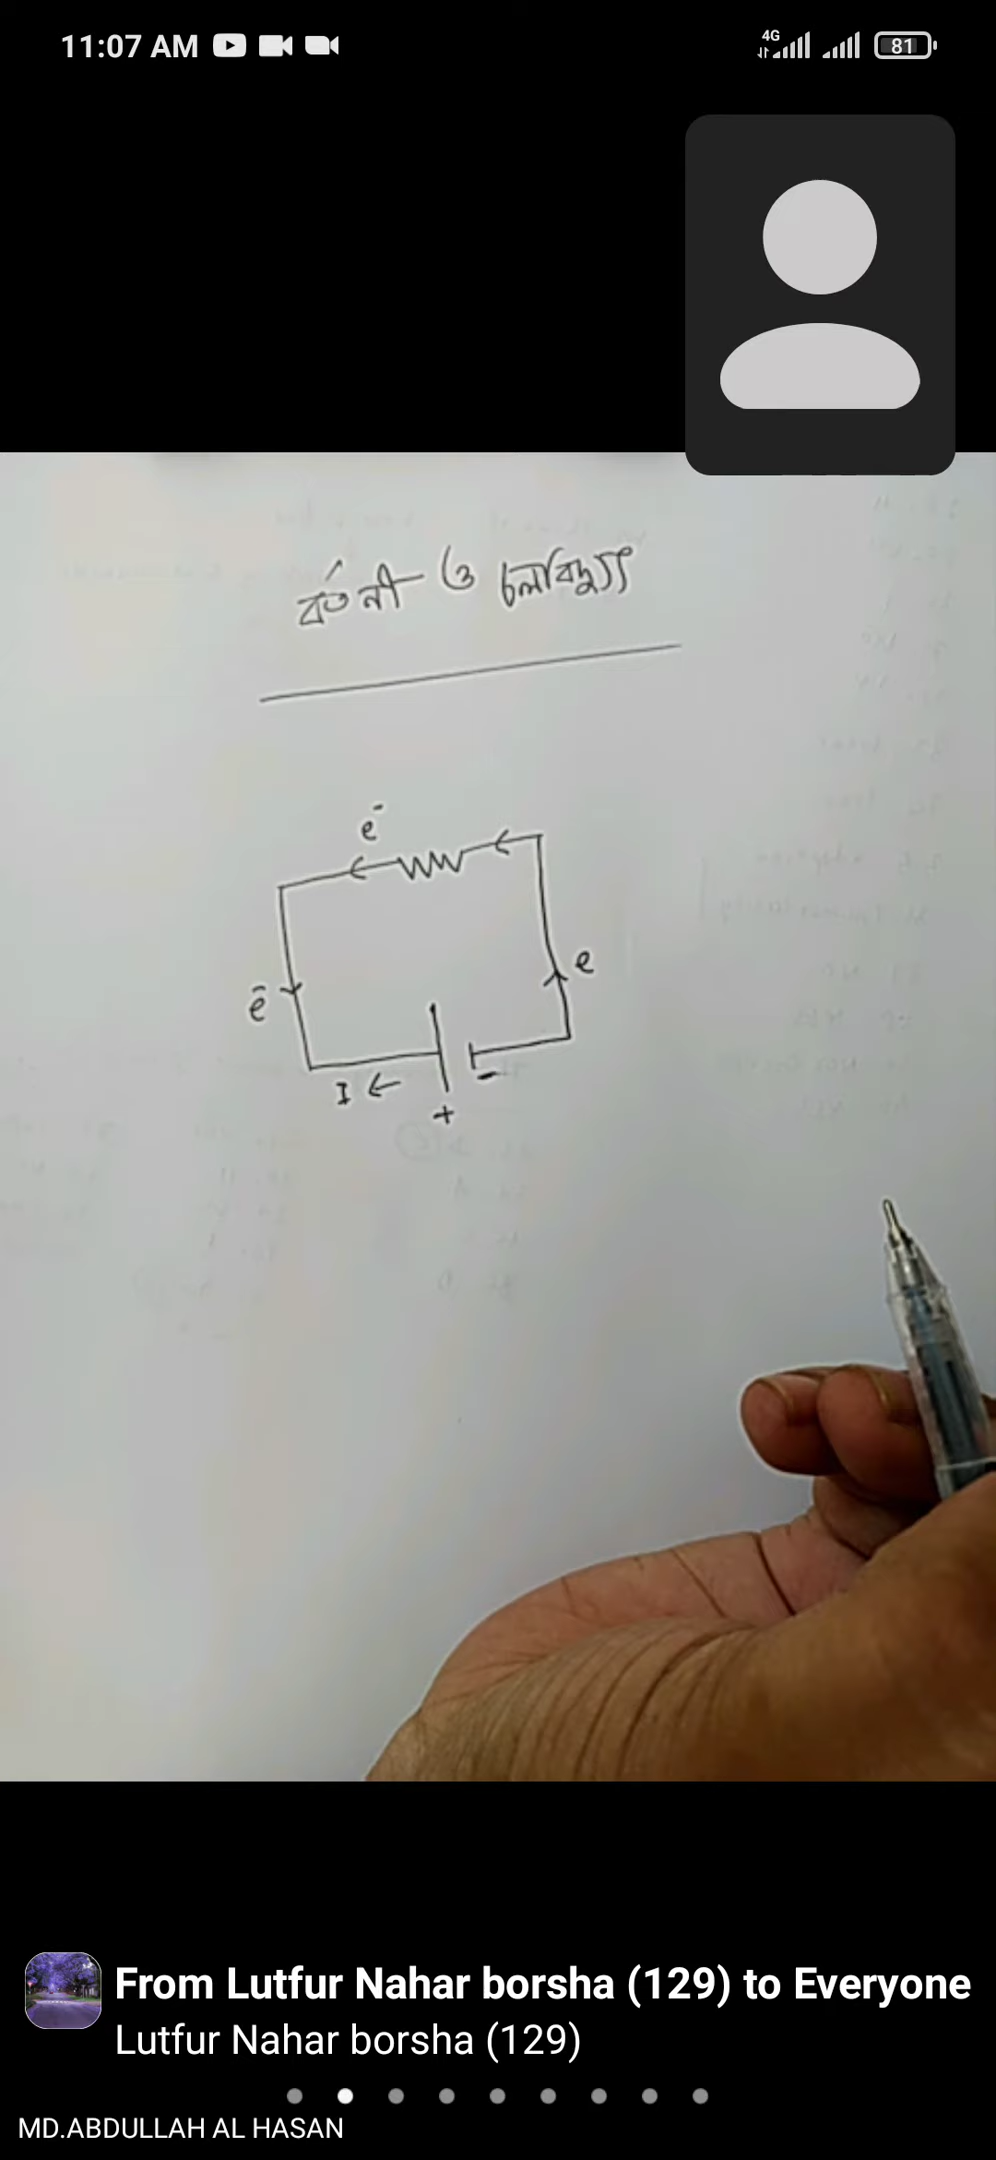 11:07 AM
4G
81
বর্তনী ও চলবিদ্যুৎ
e⁻
e
ē
I ←
-
+
From Lutfur Nahar borsha (129) to Everyone
Lutfur Nahar borsha (129)
MD.ABDULLAH AL HASAN